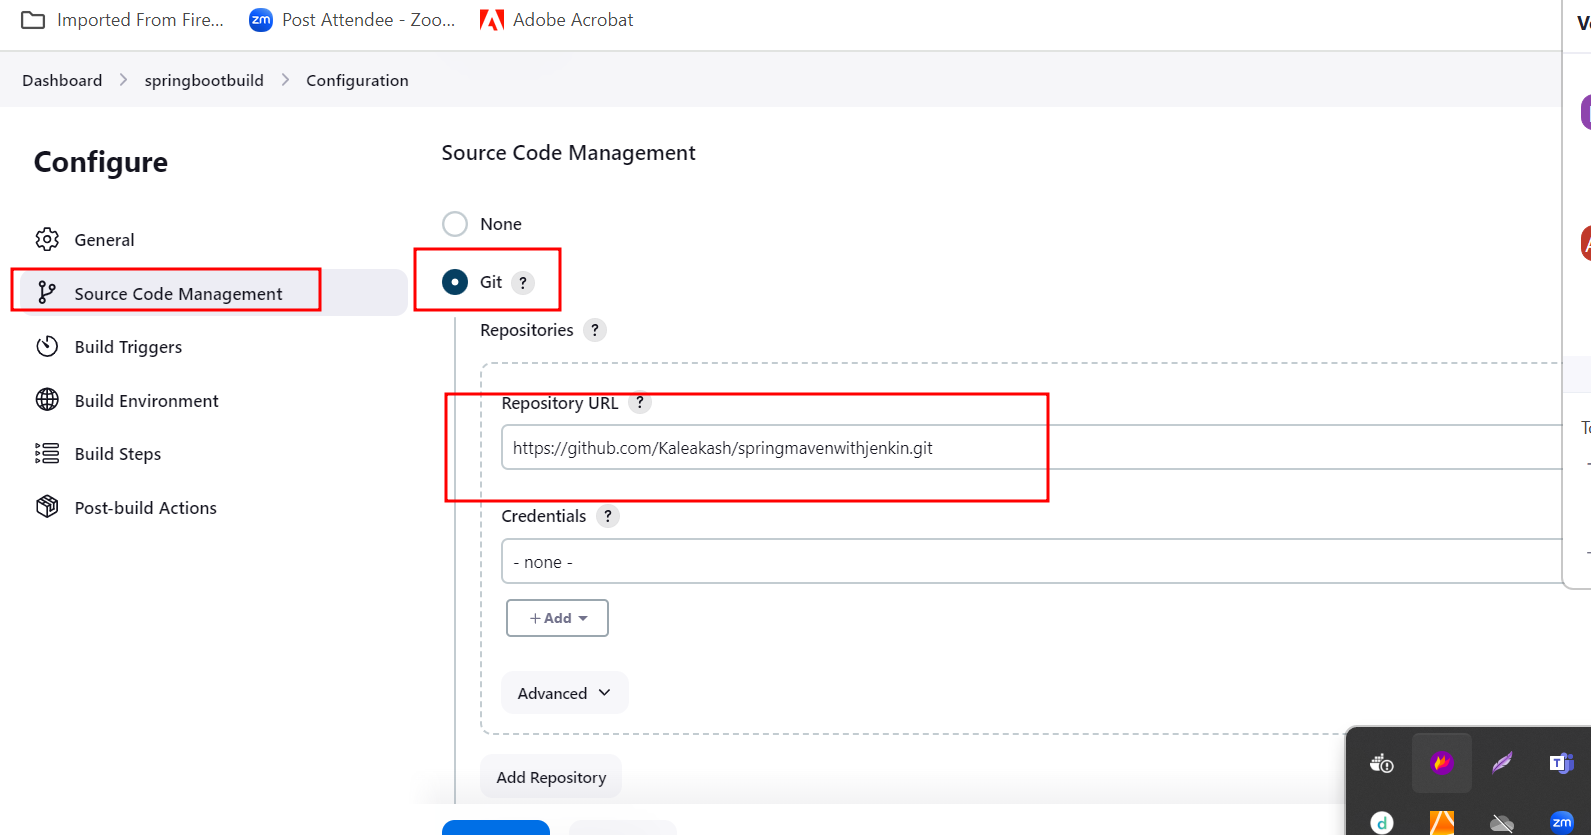 Imported From Fire...
zm Post Attendee - Zoo...
Adobe Acrobat
Dashboard > springbootbuild > Configuration
Configure
General
Source Code Management
Build Triggers
Build Environment
Build Steps
Post-build Actions
Source Code Management
None
Git ?
Repositories ?
Repository URL ?
https://github.com/Kaleakash/springmavenwithjenkin.git
Credentials ?
- none -
+ Add
Advanced
Add Repository
zm